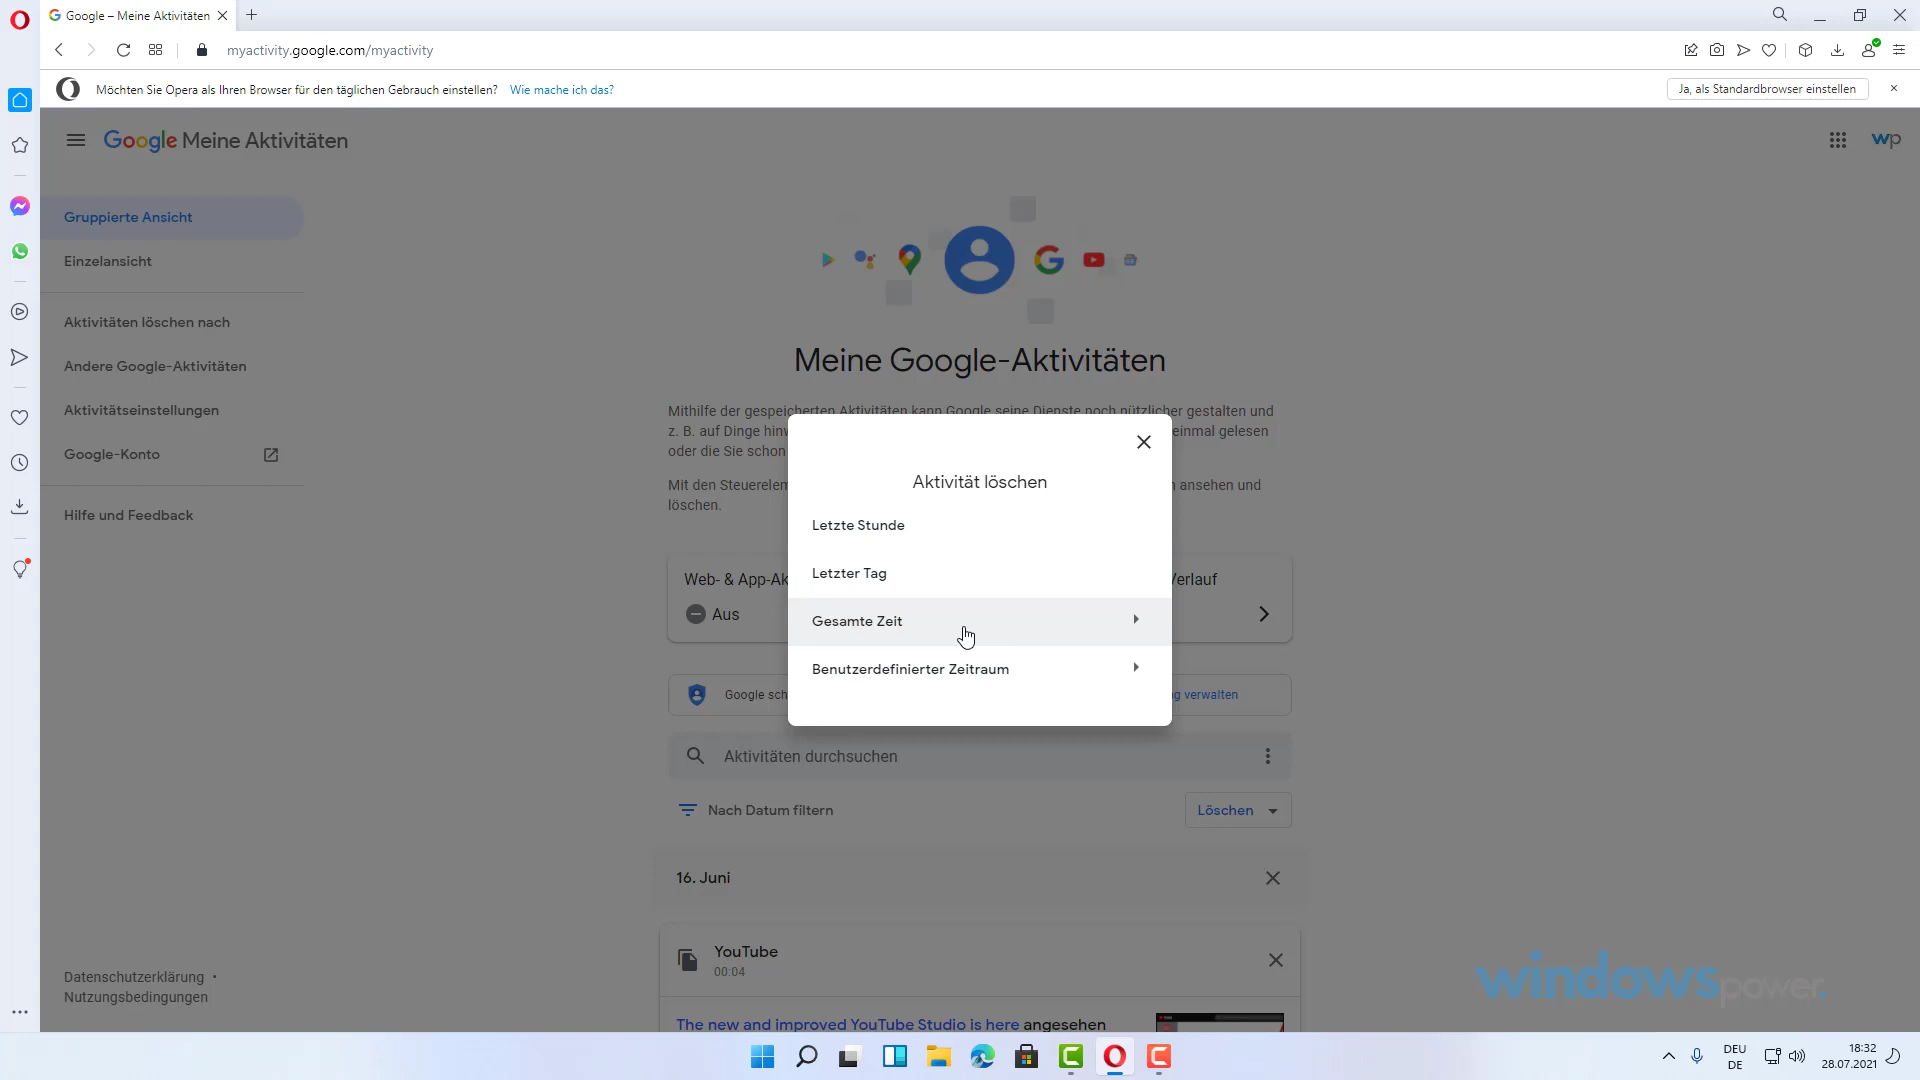 Google – Meine Aktivitäten
myactivity.google.com/myactivity
Möchten Sie Opera als Ihren Browser für den täglichen Gebrauch einstellen? Wie mache ich das?
Ja, als Standardbrowser einstellen
Google Meine Aktivitäten
wp
Gruppierte Ansicht
Einzelansicht
Aktivitäten löschen nach
Andere Google-Aktivitäten
Aktivitätseinstellungen
Google-Konto
Hilfe und Feedback
Datenschutzerklärung •
Nutzungsbedingungen
Meine Google-Aktivitäten
Mithilfe der gespeicherten Aktivitäten kann Google seine Dienste noch nützlicher gestalten und
z. B. auf Dinge hinw einmal gelesen
oder die Sie schon
Mit den Steuerelem ansehen und
löschen.
Aktivität löschen
Letzte Stunde
Letzter Tag
Gesamte Zeit
Benutzerdefinierter Zeitraum
Web- & App-Ak Verlauf
Aus
Google sch g verwalten
Aktivitäten durchsuchen
Nach Datum filtern
Löschen
16. Juni
YouTube
00:04
The new and improved YouTube Studio is here angesehen
windowspower.
DEU
DE
18:32
28.07.2021